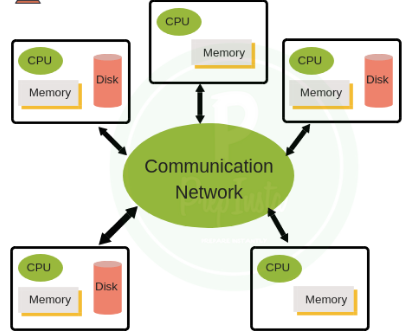 CPU
Memory
CPU
Memory
Disk
CPU
Memory
Disk
Communication
Network
CPU
Memory
Disk
CPU
Memory